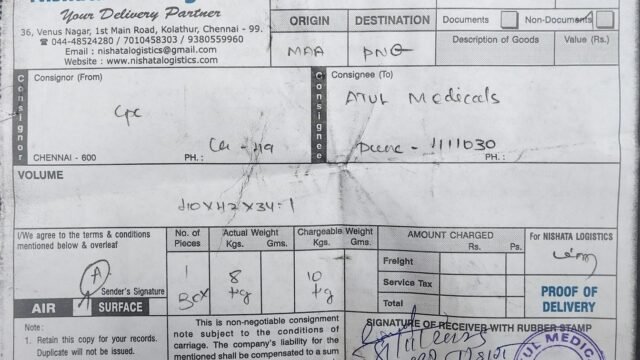 Your Delivery Partner
36, Venus Nagar, 1st Main Road, Kolathur, Chennai - 99.
☎ 044-48524280 / 7010458303 / 9380559960
Email : nishatalogistics@gmail.com
Website : www.nishatalogistics.com
ORIGIN DESTINATION
MAA PNQ
Documents Non-Documents
Description of Goods Value (Rs.)
Consignor Consignor (From)
CHENNAI - 600 PH. :
Consignee Consignee (To)
ATUL Medicals
PH. :
VOLUME
I/We agree to the terms & conditions
mentioned below & overleaf
A
Sender's Signature
AIR SURFACE
No. of Pieces
1
Box
Actual Weight
Kgs. Gms.
8
kg
Chargeable Weight
Kgs. Gms.
10
kg
AMOUNT CHARGED
Rs. Ps.
Freight
Service Tax
Total
For NISHATA LOGISTICS
PROOF OF
DELIVERY
Note :
1. Retain this copy for your records.
Duplicate will not be issued.
This is non-negotiable consignment
note subject to the conditions of
carriage. The company's liability for
the mentioned shall be compensated to a sum
SIGNATURE OF RECEIVER WITH RUBBER STAMP